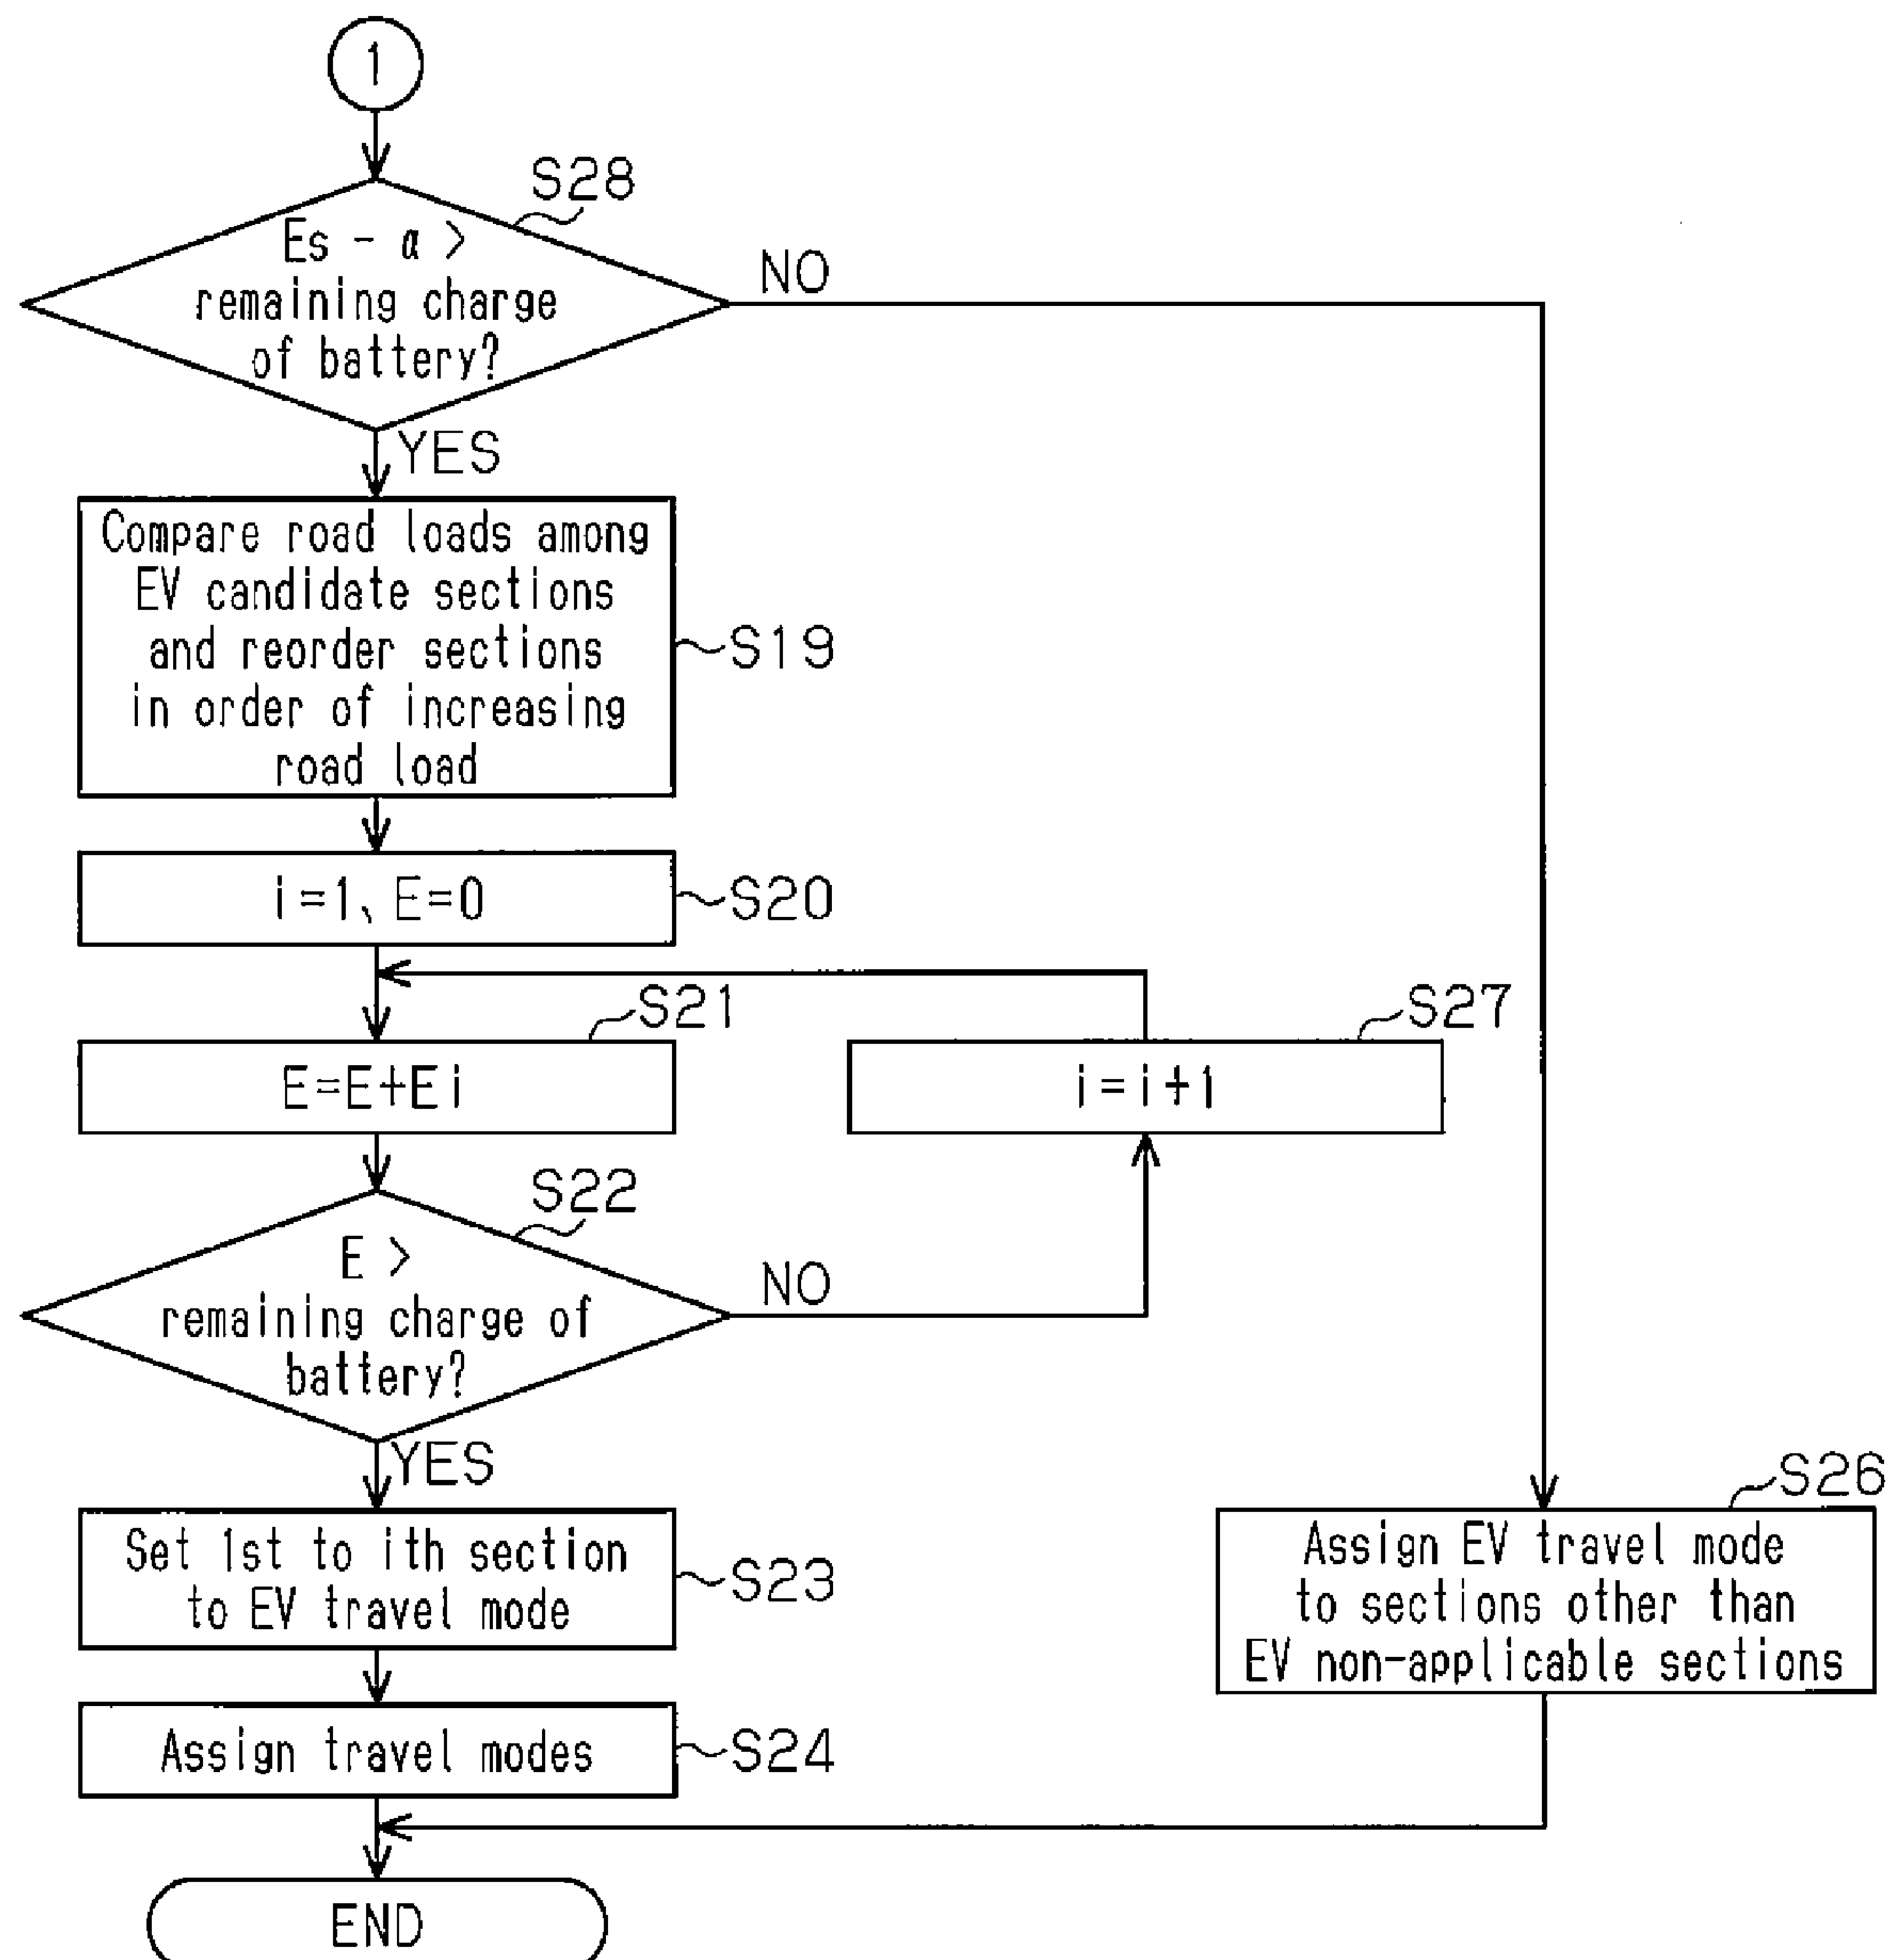 1
S28
Es - α >
remaining charge
of battery?
NO
YES
Compare road loads among
EV candidate sections
and reorder sections
in order of increasing
road load
S19
i=1、E=0
S20
S21
E=E+Ei
S27
i=i+1
S22
E >
remaining charge of
battery?
NO
YES
Set 1st to ith section
to EV travel mode
S23
S26
Assign EV travel mode
to sections other than
EV non-applicable sections
Assign travel modes
S24
END